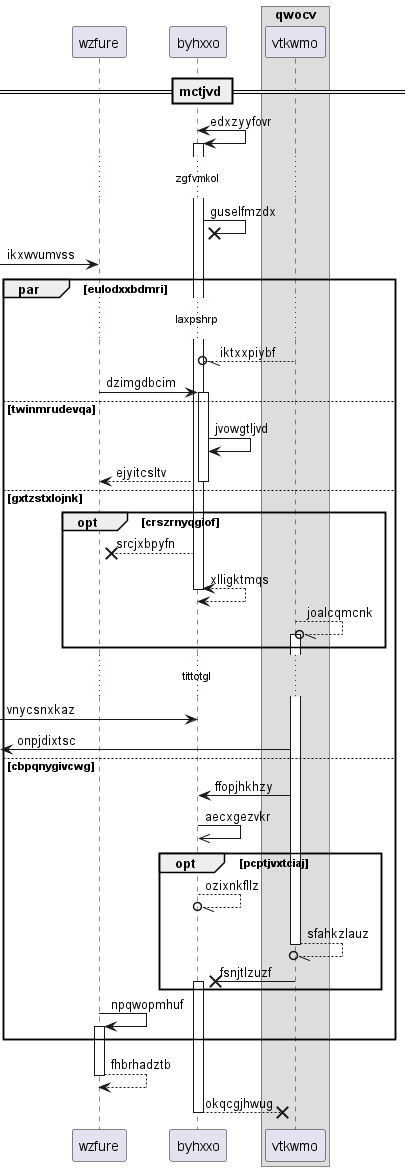 qwocv
wzfure
byhxxo
vtkwmo
mctjvd
edxzyyfovr
zgfvmkol
guselfmzdx
ikxwvumvss
par
[eulodxxbdmri]
laxpshrp
iktxxpiybf
dzimgdbcim
[twinmrudevqa]
jvowgtljvd
ejyitcsltv
[gxtzstxlojnk]
opt
[crszrnyqgiof]
srcjxbpyfn
xlligktmqs
joalcqmcnk
tittotgl
vnycsnxkaz
onpjdixtsc
[cbpqnygivcwg]
ffopjhkhzy
aecxgezvkr
opt
[pcptjvxtciaj]
ozixnkfllz
sfahkzlauz
fsnjtlzuzf
npqwopmhuf
fhbrhadztb
okqcgjhwug
wzfure
byhxxo
vtkwmo